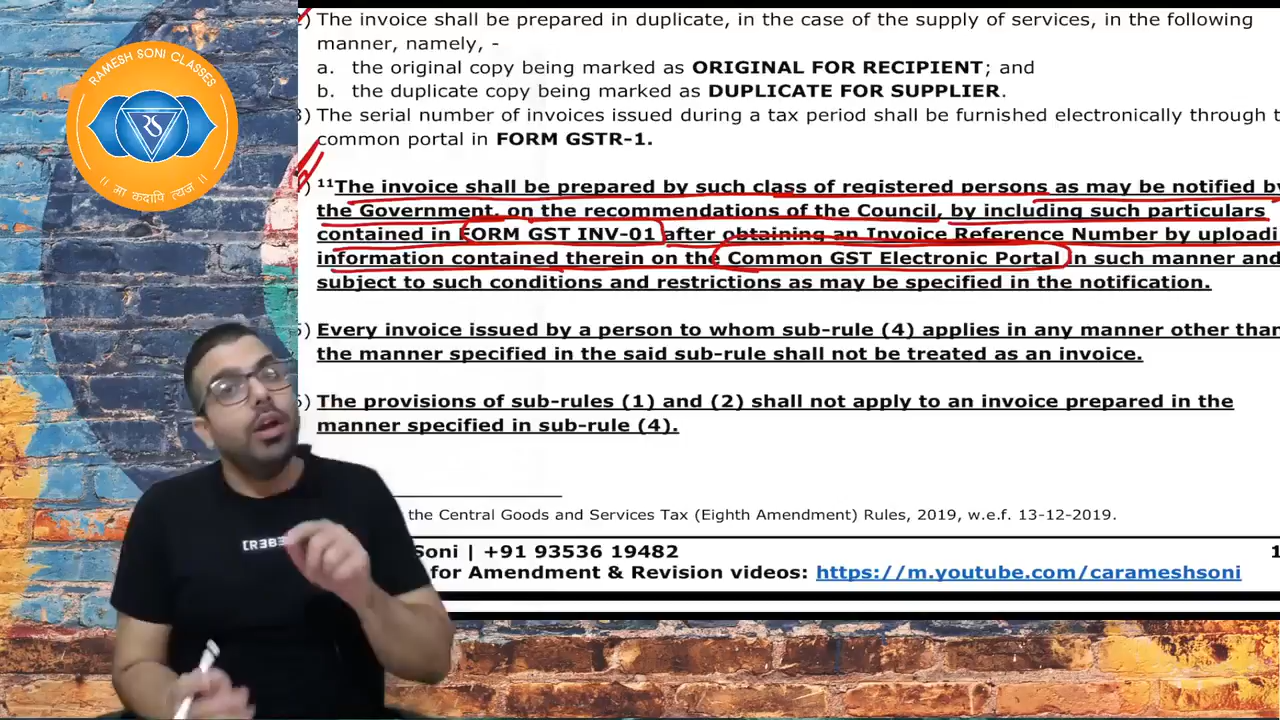 RAMESH SONI CLASSES
।। मा कदापि त्यज ।।
) The invoice shall be prepared in duplicate, in the case of the supply of services, in the following
manner, namely, -
a. the original copy being marked as ORIGINAL FOR RECIPIENT; and
b. the duplicate copy being marked as DUPLICATE FOR SUPPLIER.
3) The serial number of invoices issued during a tax period shall be furnished electronically through t
common portal in FORM GSTR-1.
) 11The invoice shall be prepared by such class of registered persons as may be notified by
the Government, on the recommendations of the Council, by including such particulars
contained in FORM GST INV-01 after obtaining an Invoice Reference Number by uploadi
information contained therein on the Common GST Electronic Portal in such manner and
subject to such conditions and restrictions as may be specified in the notification.
5) Every invoice issued by a person to whom sub-rule (4) applies in any manner other than
the manner specified in the said sub-rule shall not be treated as an invoice.
6) The provisions of sub-rules (1) and (2) shall not apply to an invoice prepared in the
manner specified in sub-rule (4).
the Central Goods and Services Tax (Eighth Amendment) Rules, 2019, w.e.f. 13-12-2019.
Soni | +91 93536 19482
1
for Amendment & Revision videos: https://m.youtube.com/carameshsoni